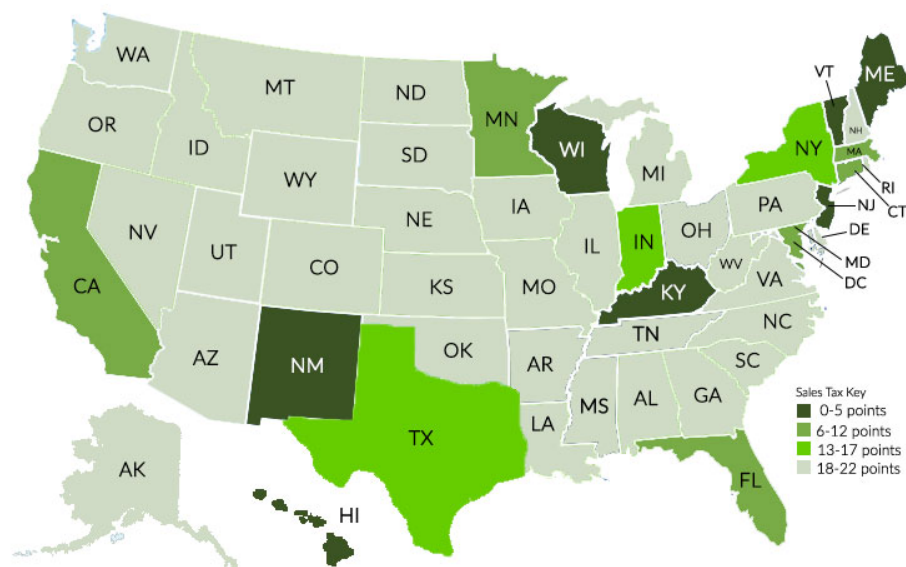 WA
MT
ND
MN
VT
ME
OR
ID
SD
WI
NH
NY
MA
WY
MI
RI
CT
IA
PA
NJ
NE
NV
OH
IL
IN
DE
UT
CO
WV
MD
CA
KS
MO
VA
DC
KY
NC
TN
AZ
NM
OK
AR
SC
MS
AL
GA
Sales Tax Key
0-5 points
6-12 points
13-17 points
18-22 points
LA
TX
AK
FL
HI